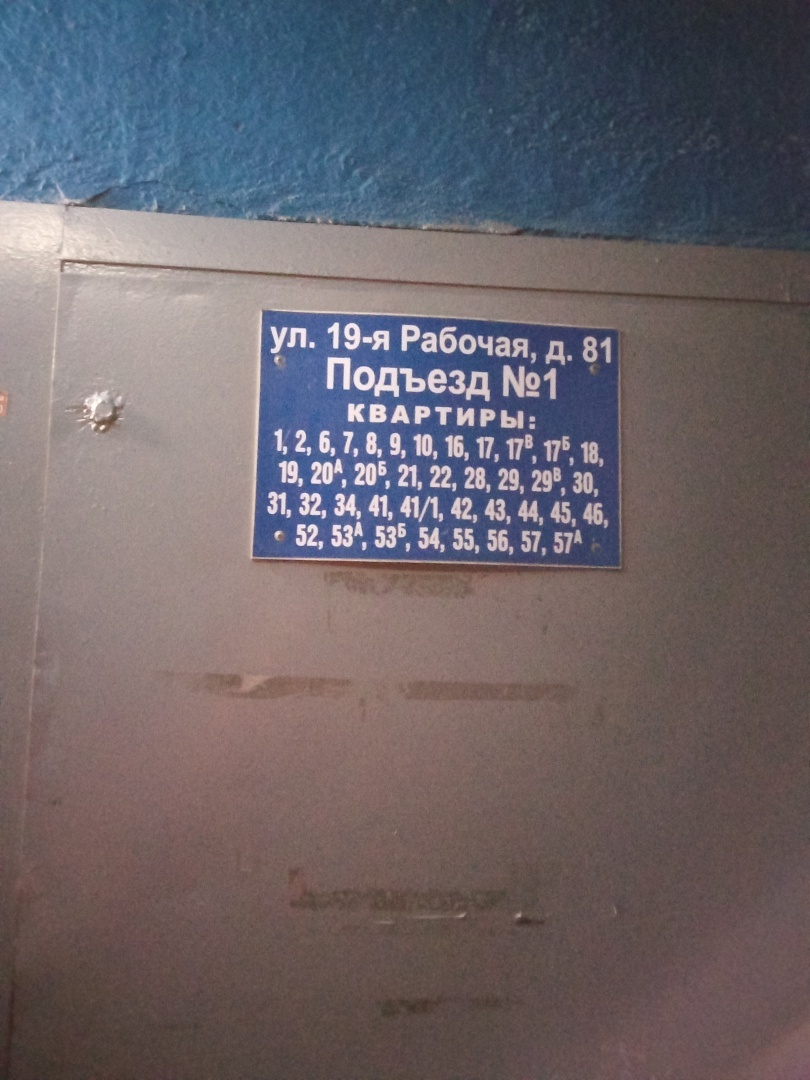 ул. 19-я Рабочая, д. 81
Подъезд №1
КВАРТИРЫ:
1, 2, 6, 7, 8, 9, 10, 16, 17, 17В, 17Б, 18,
19, 20А, 20Б, 21, 22, 28, 29, 29В, 30,
31, 32, 34, 41, 41/1, 42, 43, 44, 45, 46,
52, 53А, 53Б, 54, 55, 56, 57, 57А